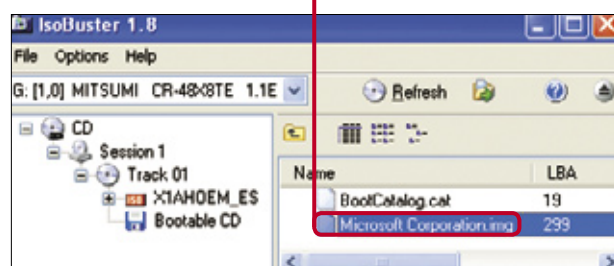 IsoBuster 1.8
File Options Help
G: [1,0] MITSUMI CR-48X8TE 1.1E
Refresh
CD
Session 1
Track 01
ISO X1AHOEM_ES
Bootable CD
Name LBA
BootCatalog.cat 19
Microsoft Corporation.img 299